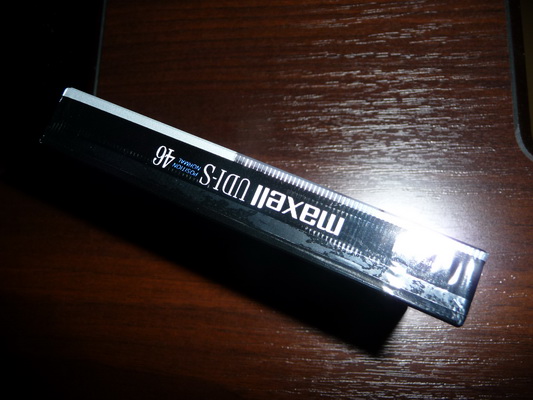 maxell UDI-S 46
POSITION
NORMAL